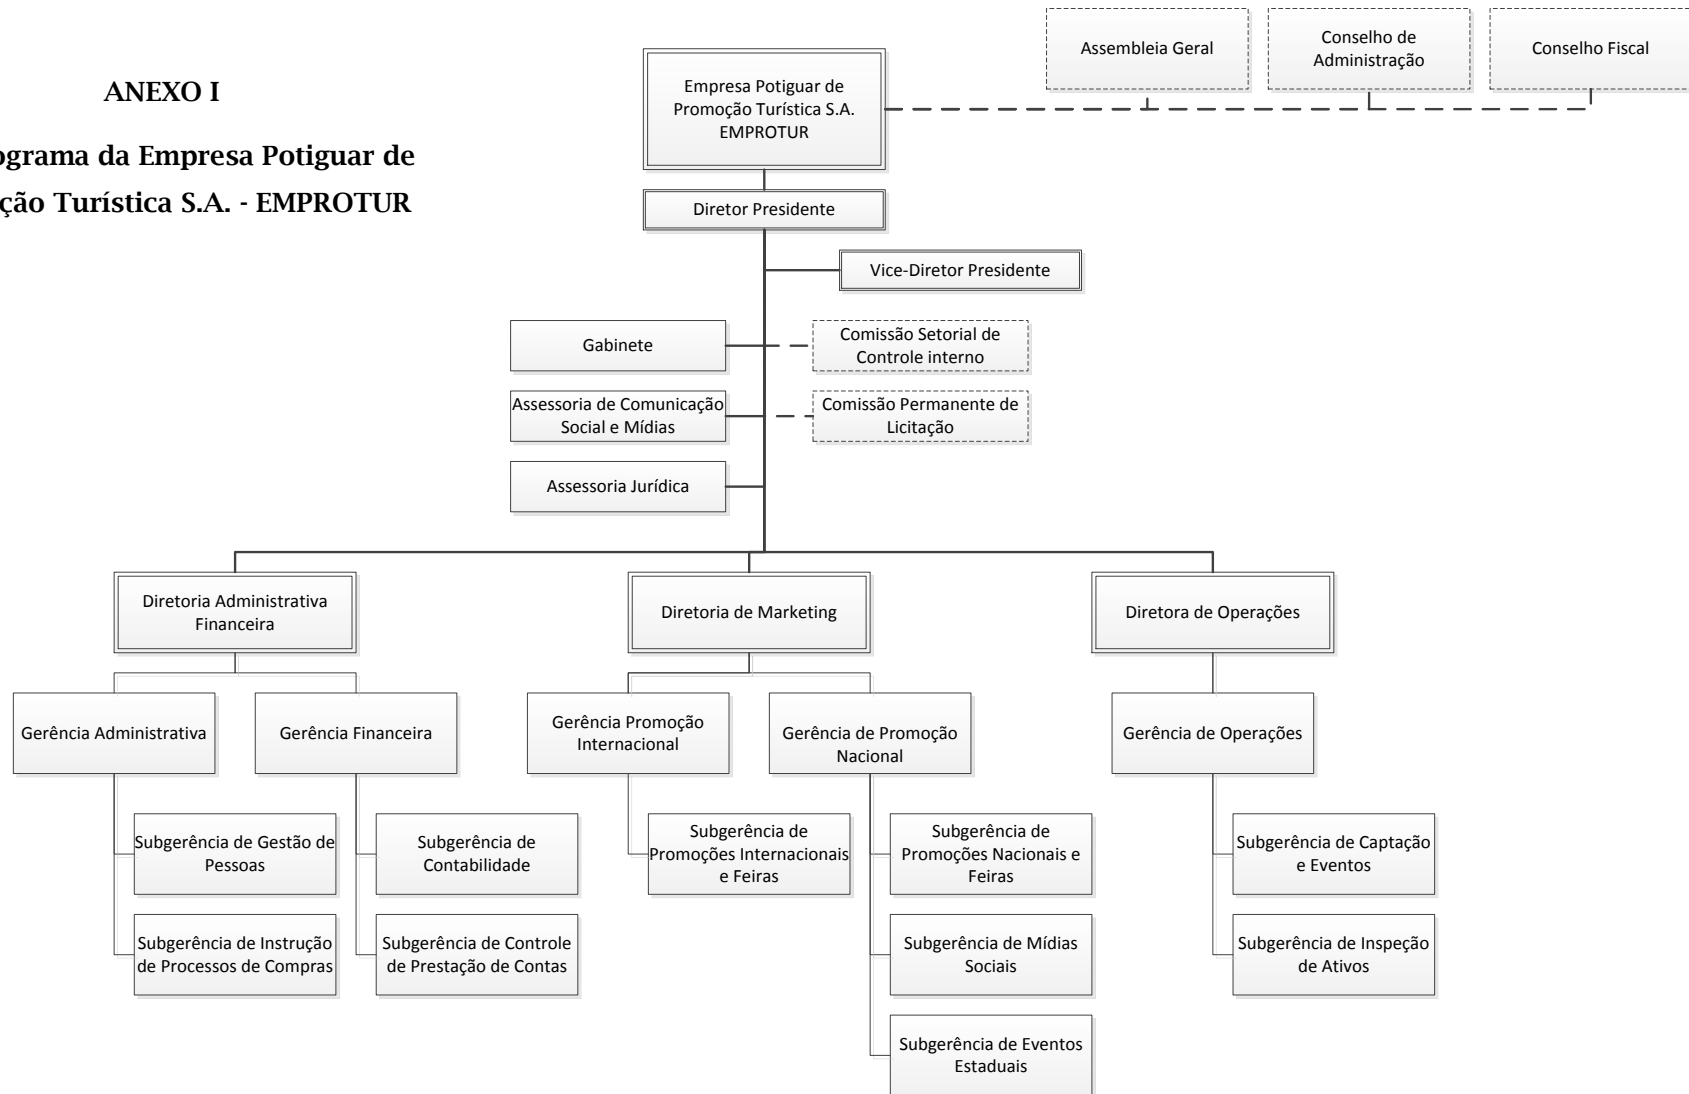 ANEXO I
ograma da Empresa Potiguar de
ção Turística S.A. - EMPROTUR
Empresa Potiguar de
Promoção Turística S.A.
EMPROTUR
Assembleia Geral
Conselho de
Administração
Conselho Fiscal
Diretor Presidente
Vice-Diretor Presidente
Gabinete
Comissão Setorial de
Controle interno
Assessoria de Comunicação
Social e Mídias
Comissão Permanente de
Licitação
Assessoria Jurídica
Diretoria Administrativa
Financeira
Diretoria de Marketing
Diretora de Operações
Gerência Administrativa
Gerência Financeira
Gerência Promoção
Internacional
Gerência de Promoção
Nacional
Gerência de Operações
Subgerência de Gestão de
Pessoas
Subgerência de
Contabilidade
Subgerência de
Promoções Internacionais
e Feiras
Subgerência de
Promoções Nacionais e
Feiras
Subgerência de Captação
e Eventos
Subgerência de Instrução
de Processos de Compras
Subgerência de Controle
de Prestação de Contas
Subgerência de Mídias
Sociais
Subgerência de Inspeção
de Ativos
Subgerência de Eventos
Estaduais